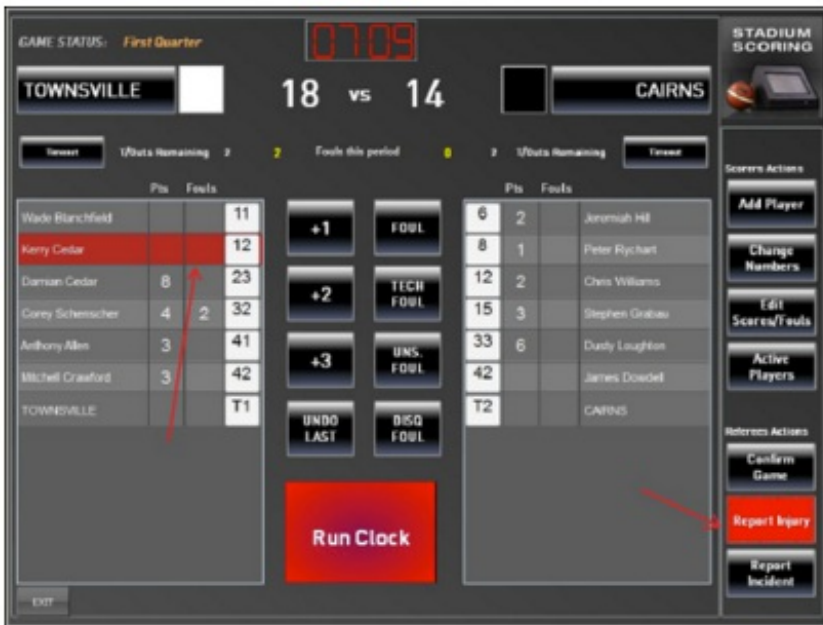 GAME STATUS: First Quarter
07:09
STADIUM
SCORING
TOWNSVILLE
18 vs 14
CAIRNS
Timeout
T/Outs Remaining 2
2 Fouls this period 0
2 T/Outs Remaining
Timeout
Pts Fouls
Pts Fouls
Wade Blanchfield 11
Kerry Cedar 12
Damian Cedar 8 23
Corey Schenscher 4 2 32
Anthony Allen 3 41
Mitchell Crawford 3 42
TOWNSVILLE T1
+1
FOUL
+2
TECH
FOUL
+3
UNS.
FOUL
UNDO
LAST
DISQ
FOUL
Run Clock
6 2 Jeromiah Hill
8 1 Peter Rychart
12 2 Chris Williams
15 3 Stephen Grabau
33 6 Dusty Loughton
42 James Dowdell
T2 CAIRNS
Scorers Actions
Add Player
Change
Numbers
Edit
Scores/Fouls
Active
Players
Referees Actions
Confirm
Game
Report Injury
Report
Incident
EXIT